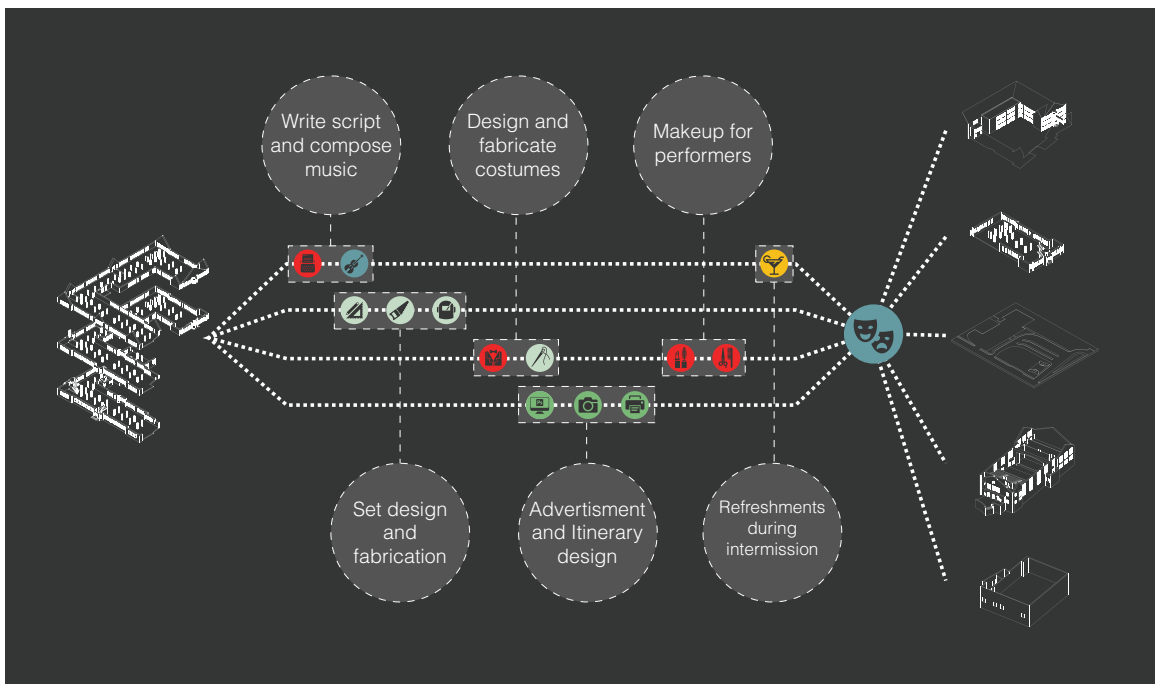 Write script
and compose
music
Design and
fabricate
costumes
Makeup for
performers
Set design
and
fabrication
Advertisment
and Itinerary
design
Refreshments
during
intermission